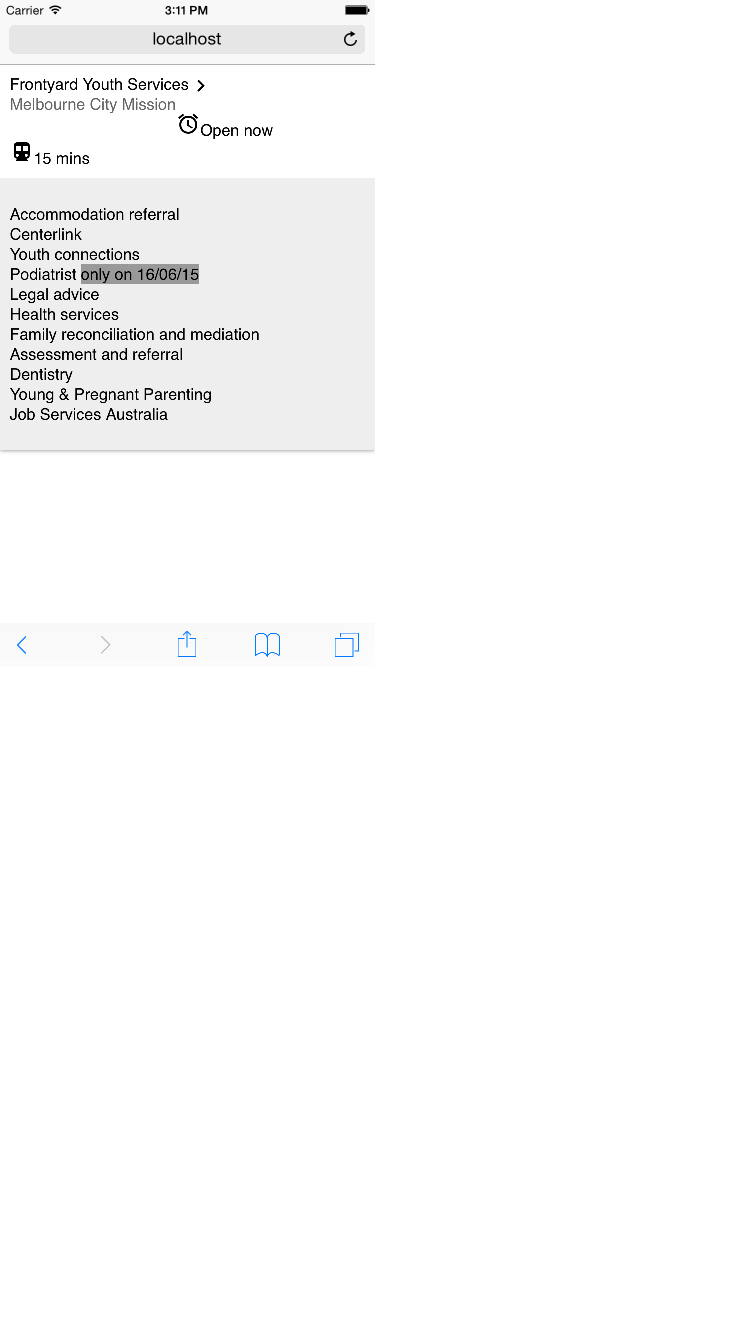 Carrier 3:11 PM
localhost
Frontyard Youth Services
Melbourne City Mission
Open now
15 mins
Accommodation referral
Centerlink
Youth connections
Podiatrist only on 16/06/15
Legal advice
Health services
Family reconciliation and mediation
Assessment and referral
Dentistry
Young & Pregnant Parenting
Job Services Australia